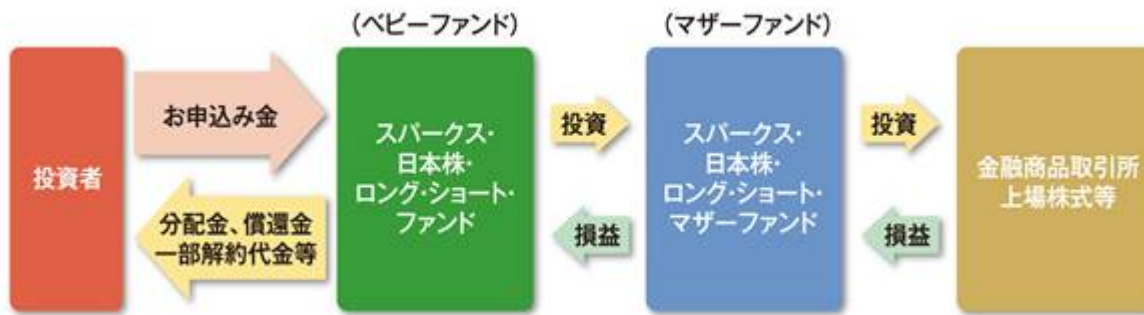 (ベビーファンド)
(マザーファンド)
投資者
お申込み金
分配金、償還金
一部解約代金等
スパークス・
日本株・
ロング・ショート・
ファンド
投資
損益
スパークス・
日本株・
ロング・ショート・
マザーファンド
投資
損益
金融商品取引所
上場株式等